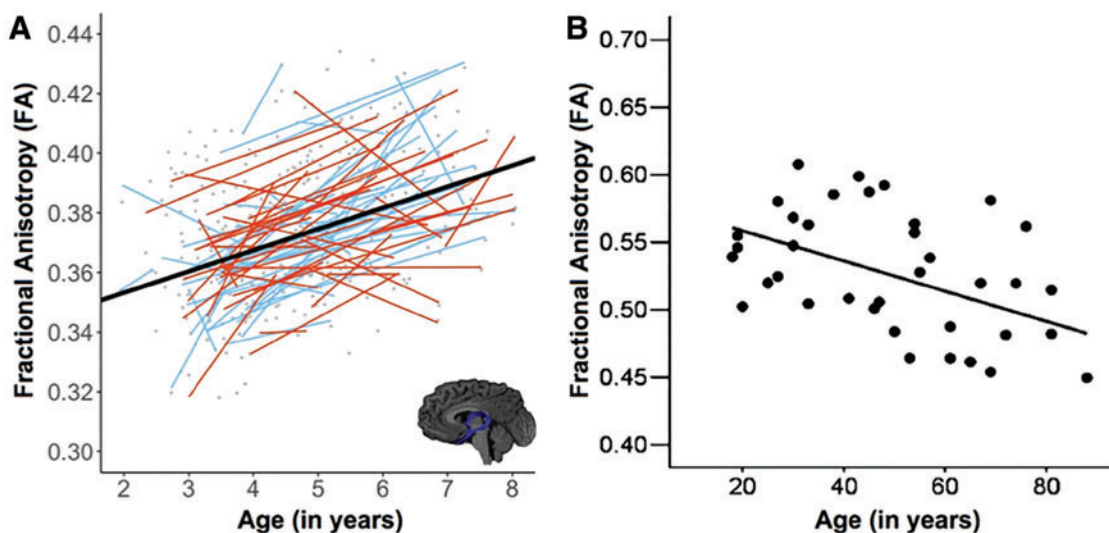 A
Fractional Anisotropy (FA)
0.44
0.42
0.40
0.38
0.36
0.34
0.32
0.30
2 3 4 5 6 7 8
Age (in years)
B
Fractional Anisotropy (FA)
0.70
0.65
0.60
0.55
0.50
0.45
0.40
20 40 60 80
Age (in years)